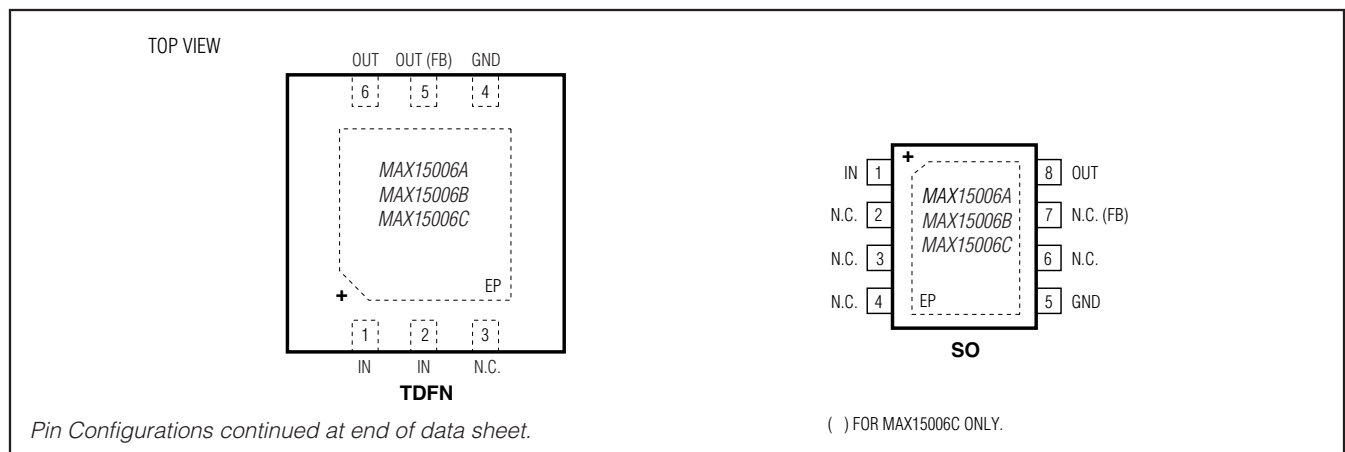 TOP VIEW
OUT OUT (FB) GND
6 5 4
MAX15006A
MAX15006B
MAX15006C
EP
+
1 2 3
IN IN N.C.
TDFN
Pin Configurations continued at end of data sheet.
+
IN 1
N.C. 2
N.C. 3
N.C. 4
MAX15006A
MAX15006B
MAX15006C
EP
8 OUT
7 N.C. (FB)
6 N.C.
5 GND
SO
( ) FOR MAX15006C ONLY.